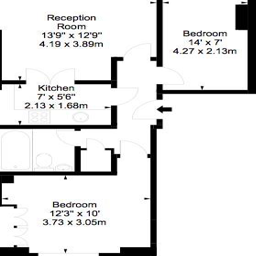 Reception
Room
13'9" x 12'9"
4.19 x 3.89m
Bedroom
14' x 7'
4.27 x 2.13m
Kitchen
7' x 5'6"
2.13 x 1.68m
Bedroom
12'3" x 10'
3.73 x 3.05m